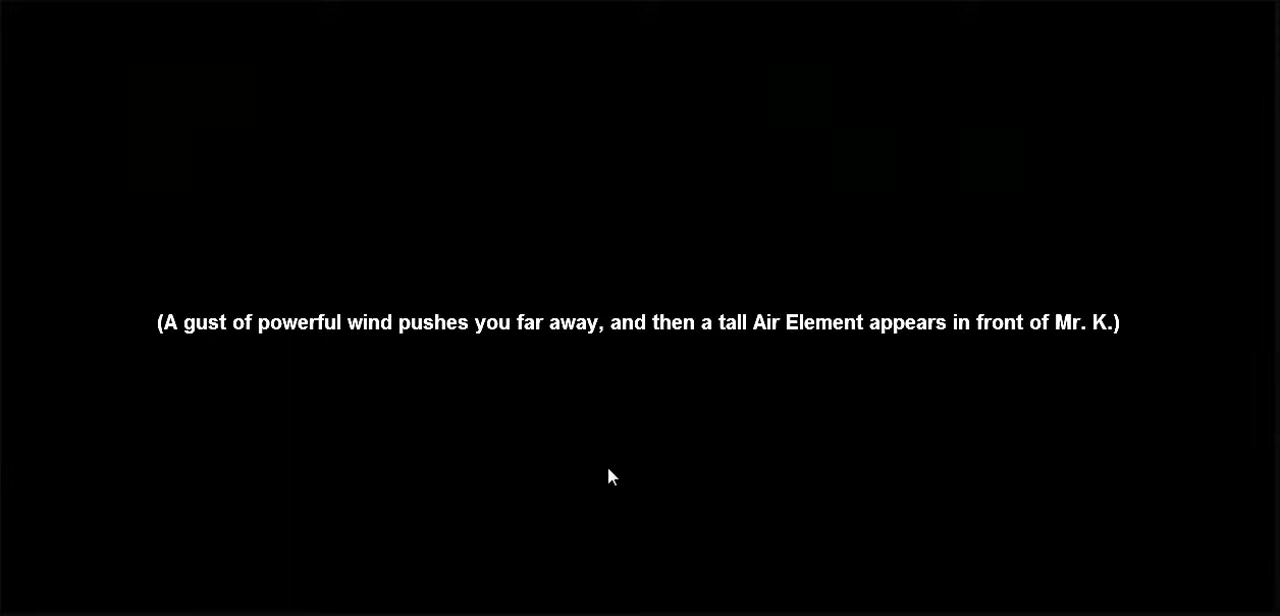 (A gust of powerful wind pushes you far away, and then a tall Air Element appears in front of Mr. K.)